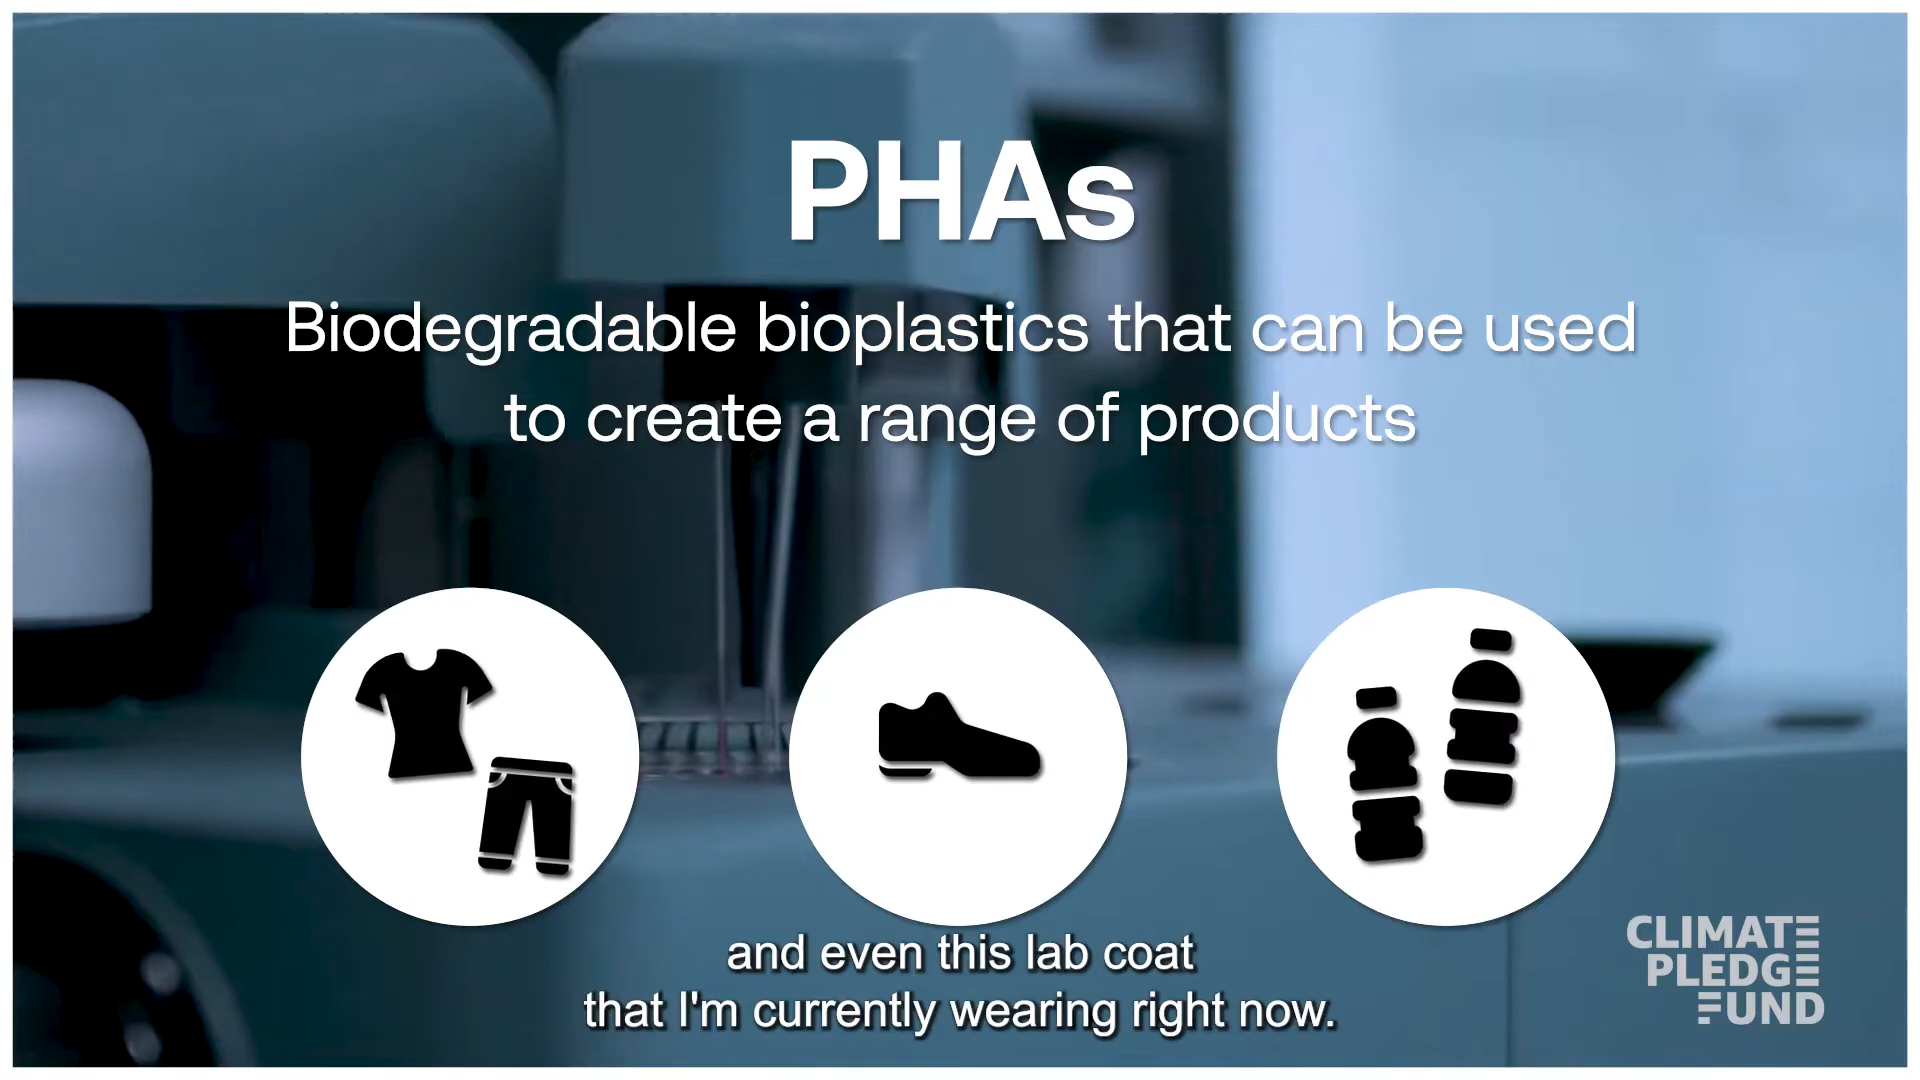 PHAs
Biodegradable bioplastics that can be used
to create a range of products
and even this lab coat
that I'm currently wearing right now.
CLIMATE
PLEDGE
FUND